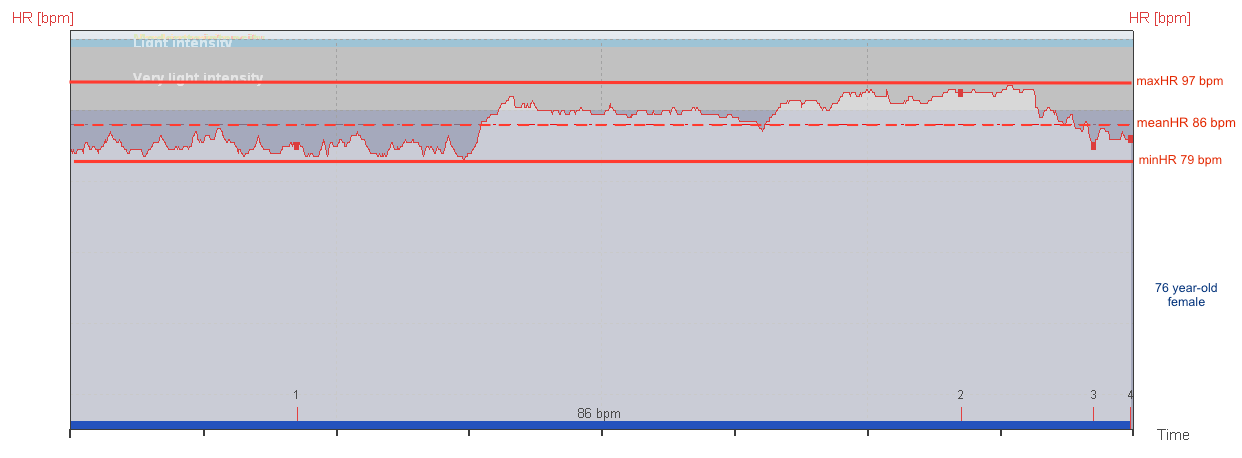 HR [bpm]
HR [bpm]
Light intensity
Very light intensity
maxHR 97 bpm
meanHR 86 bpm
minHR 79 bpm
76 year-old
female
1
2
3
4
86 bpm
Time